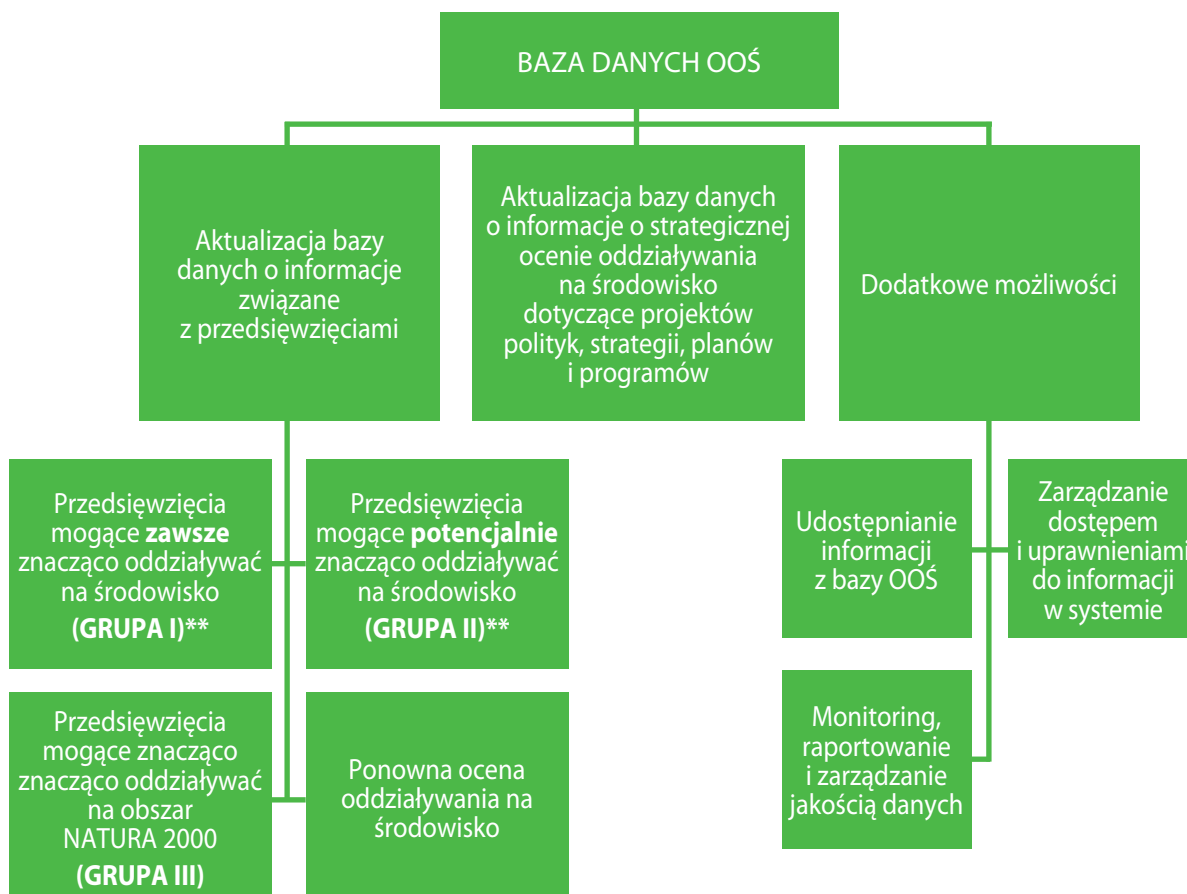 BAZA DANYCH OOŚ
Aktualizacja bazy
danych o informacje
związane
z przedsięwzięciami
Aktualizacja bazy danych
o informacje o strategicznej
ocenie oddziaływania
na środowisko
dotyczące projektów
polityk, strategii, planów
i programów
Dodatkowe możliwości
Przedsięwzięcia
mogące zawsze
znacząco oddziaływać
na środowisko
(GRUPA I)**
Przedsięwzięcia
mogące potencjalnie
znacząco oddziaływać
na środowisko
(GRUPA II)**
Udostępnianie
informacji
z bazy OOŚ
Zarządzanie
dostępem
i uprawnieniami
do informacji
w systemie
Przedsięwzięcia
mogące znacząco
znacząco oddziaływać
na obszar
NATURA 2000
(GRUPA III)
Ponowna ocena
oddziaływania na
środowisko
Monitoring,
raportowanie
i zarządzanie
jakością danych